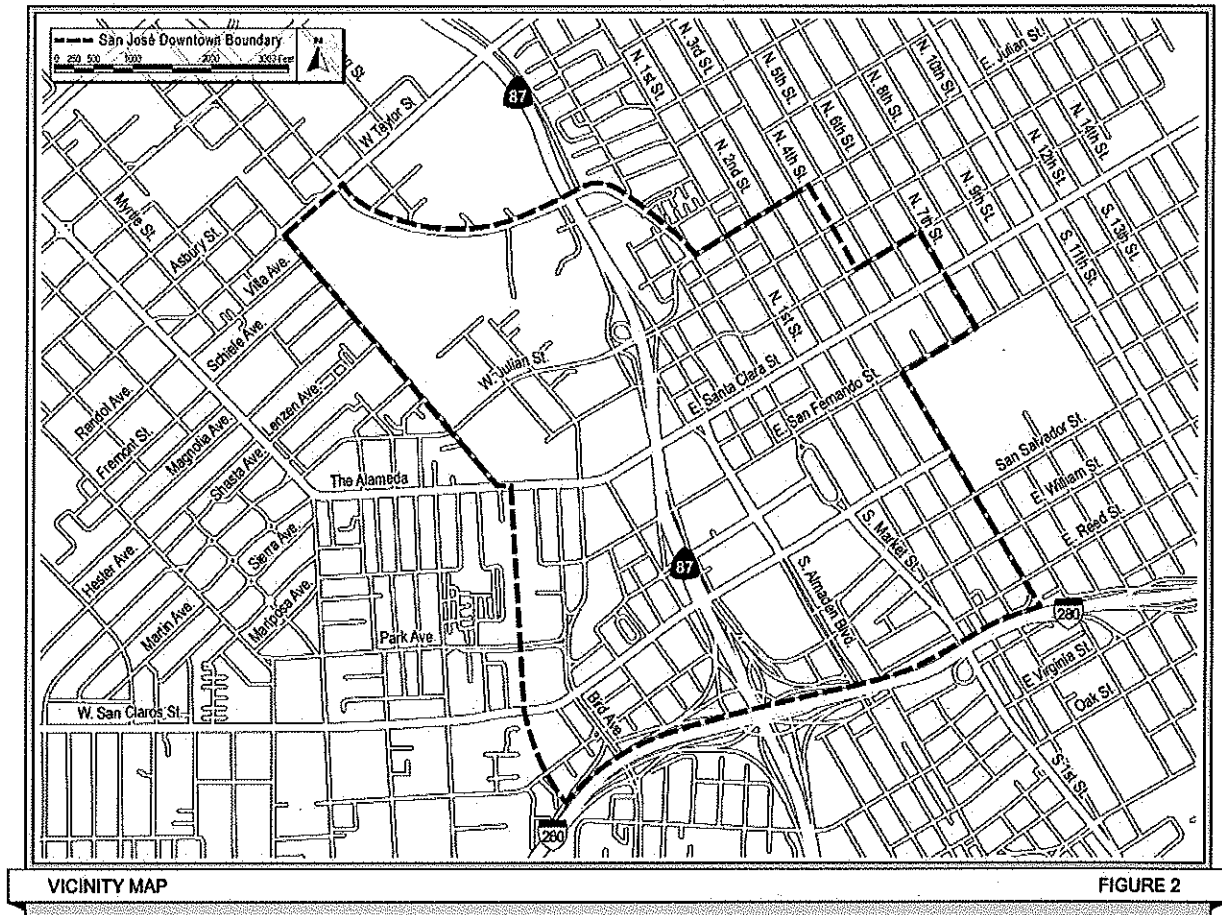 San José Downtown Boundary
N
0 250 500 1000 2000 3000 Feet
W Taylor St
87
N. 1st St.
N. 3rd St.
N. 5th St.
N. 8th St.
N. 10th St.
E. Julian St.
N. 2nd St.
N. 4th St.
N. 6th St.
N. 12th St.
N. 14th St.
N. 9th St.
N. 7th St.
S. 11th St.
S. 13th St.
Myrtle St.
Asbury St.
Villa Ave.
Schiele Ave.
N. 1st St.
W. Julian St.
E. Santa Clara St
E. San Fernando St.
Randol Ave.
Fremont St.
Magnolia Ave.
Lenzen Ave.
Shasta Ave.
The Alameda
San Salvador St.
E. William St.
E. Reed St.
Hester Ave.
Sierra Ave.
Martin Ave.
Mariposa Ave.
87
S. Market St.
S. Almaden Blvd.
Park Ave.
280
E Virginia St.
Oak St.
W. San Carlos St.
Bird Ave.
S 1st St.
280
VICINITY MAP
FIGURE 2